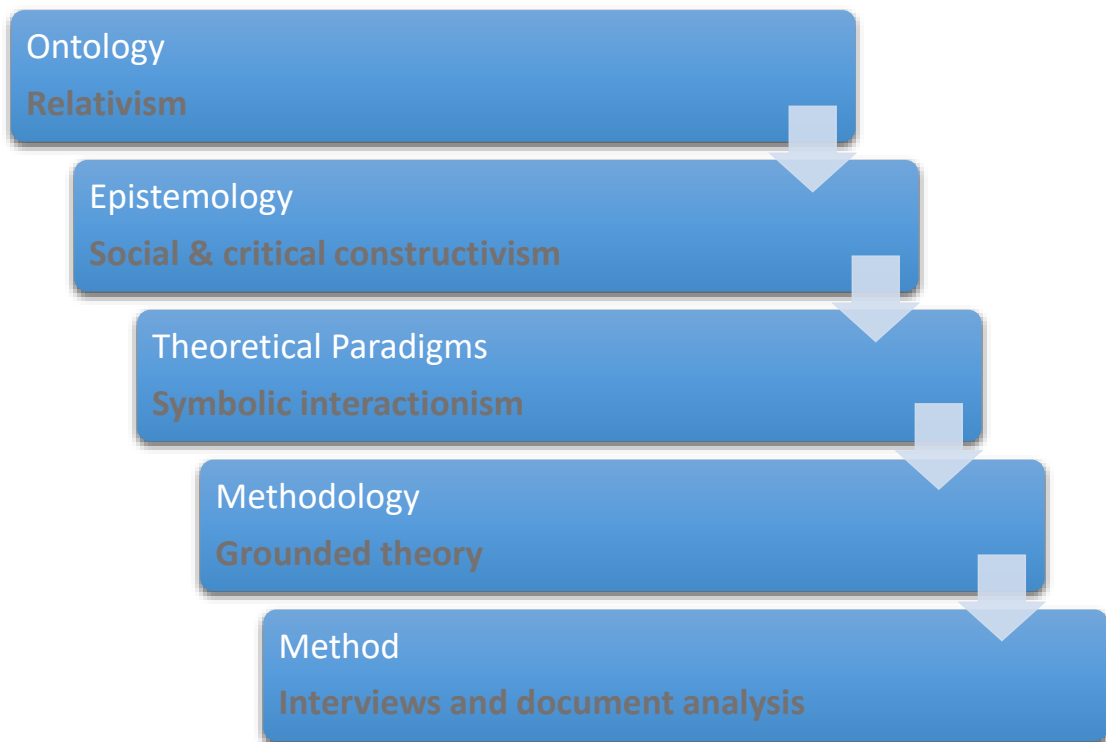 Ontology
Relativism
Epistemology
Social & critical constructivism
Theoretical Paradigms
Symbolic interactionism
Methodology
Grounded theory
Method
Interviews and document analysis